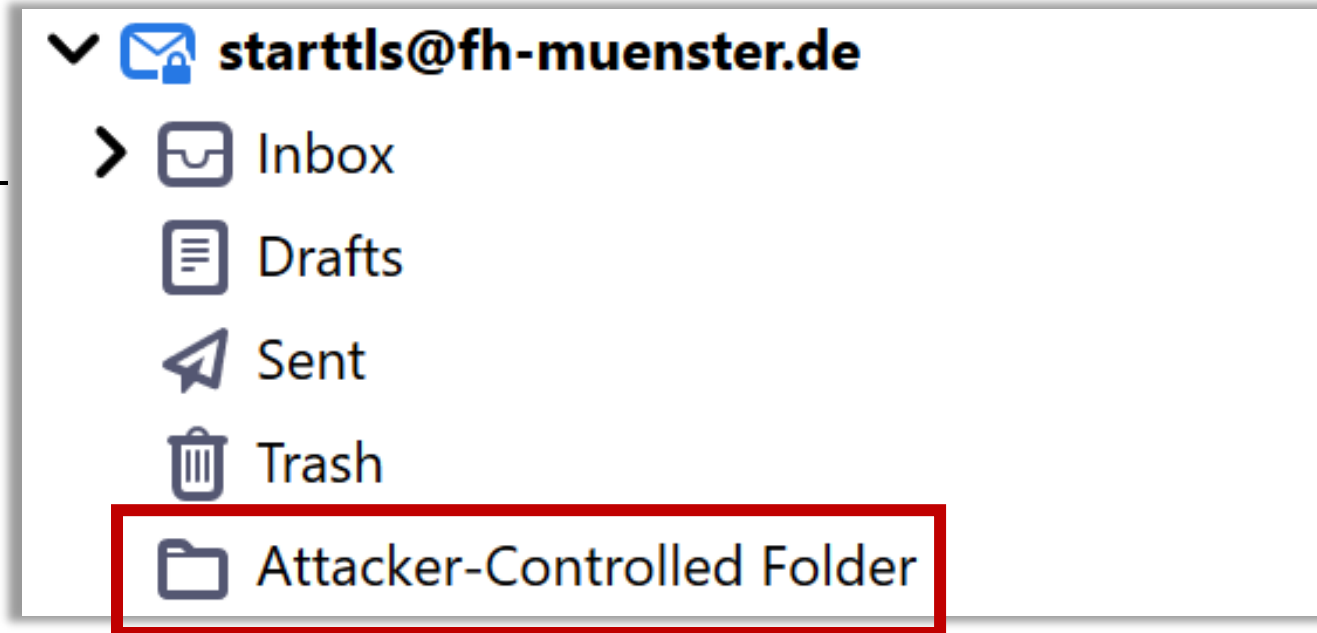 starttls@fh-muenster.de
Inbox
Drafts
Sent
Trash
Attacker-Controlled Folder